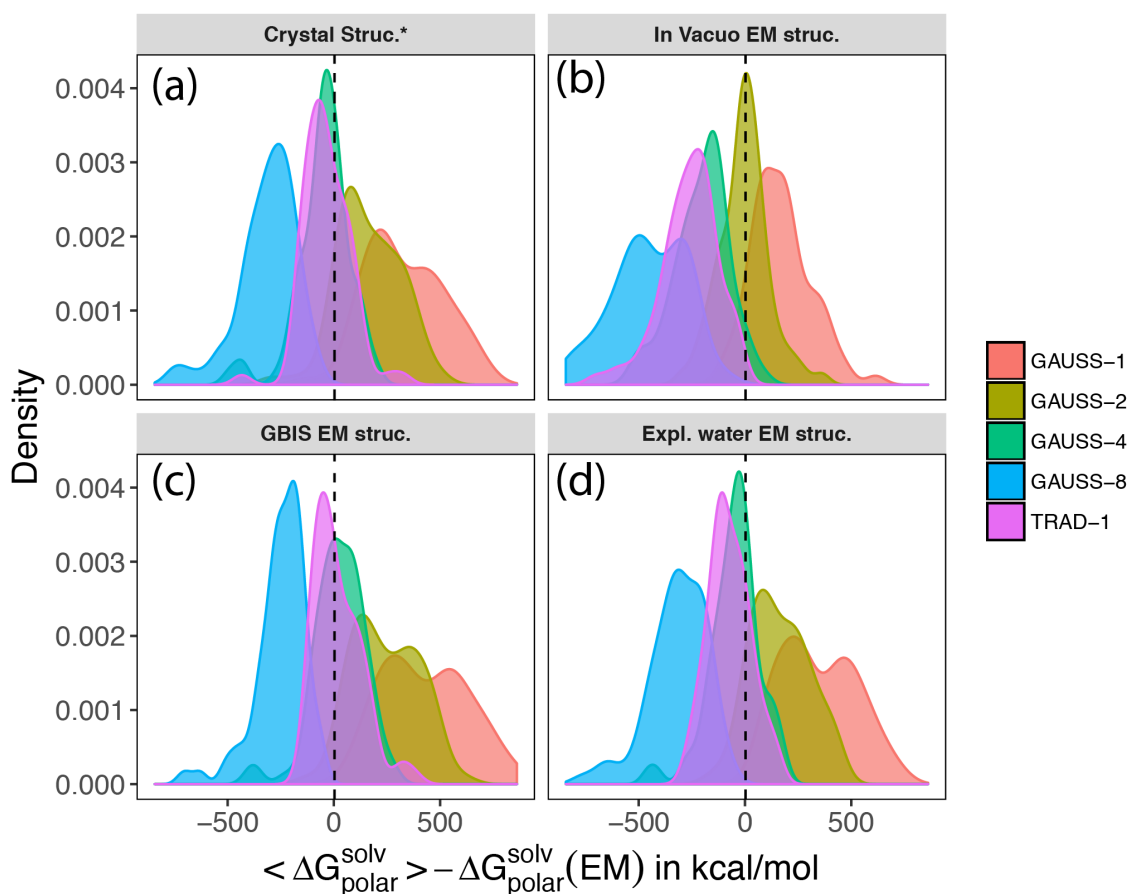 Crystal Struc.*
In Vacuo EM struc.
(a)
(b)
0.004
0.003
0.002
0.001
0.000
GBIS EM struc.
Expl. water EM struc.
(c)
(d)
0.004
0.003
0.002
0.001
0.000
Density
−500 0 500
−500 0 500
< ΔG^solv_polar > − ΔG^solv_polar(EM) in kcal/mol
GAUSS−1
GAUSS−2
GAUSS−4
GAUSS−8
TRAD−1